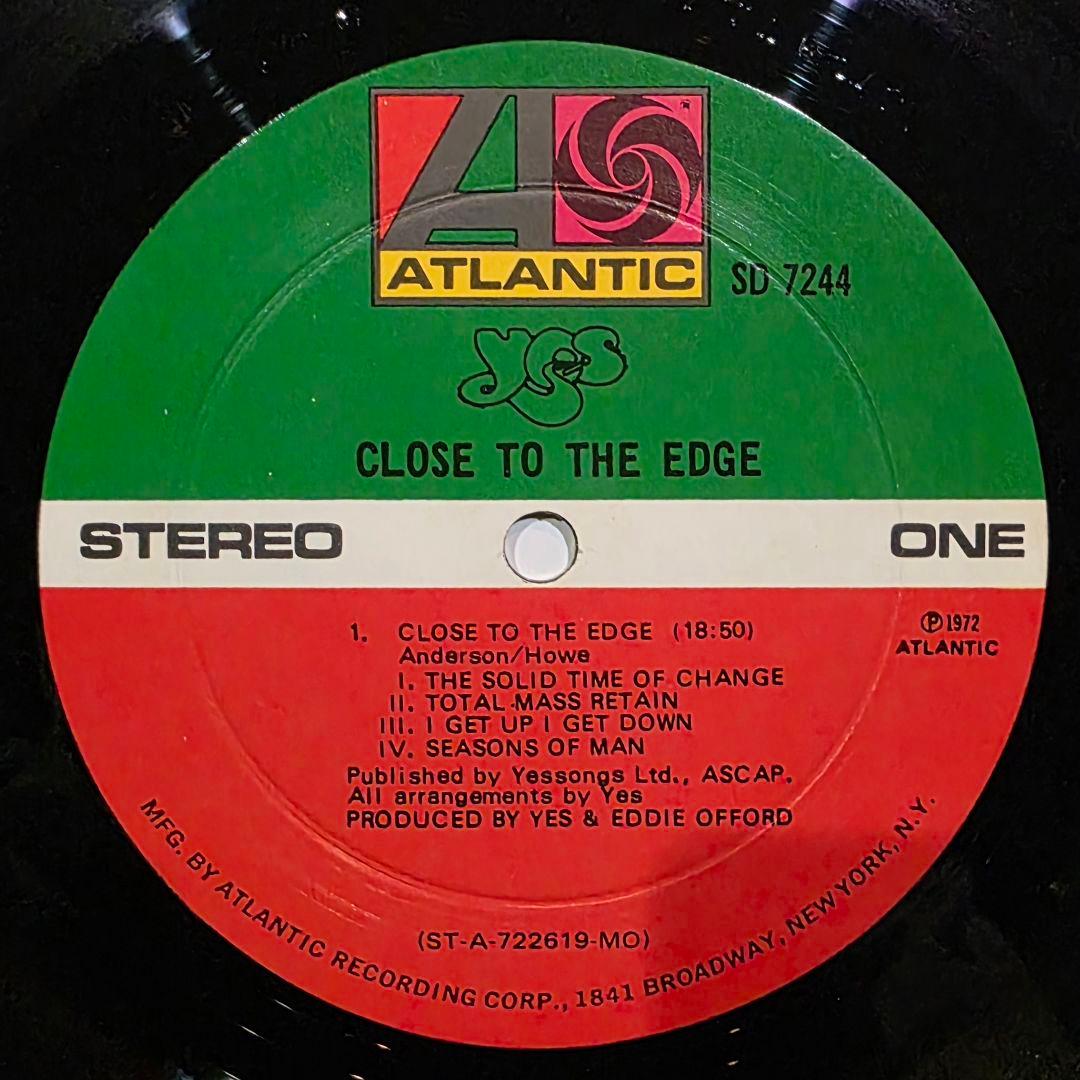 ATLANTIC
SD 7244
yes
CLOSE TO THE EDGE
STEREO
ONE
1. CLOSE TO THE EDGE (18:50)
Anderson/Howe
I. THE SOLID TIME OF CHANGE
II. TOTAL MASS RETAIN
III. I GET UP I GET DOWN
IV. SEASONS OF MAN
Published by Yessongs Ltd., ASCAP.
All arrangements by Yes
PRODUCED BY YES & EDDIE OFFORD
Ⓟ1972
ATLANTIC
(ST-A-722619-MO)
MFG. BY ATLANTIC RECORDING CORP., 1841 BROADWAY, NEW YORK, N.Y.